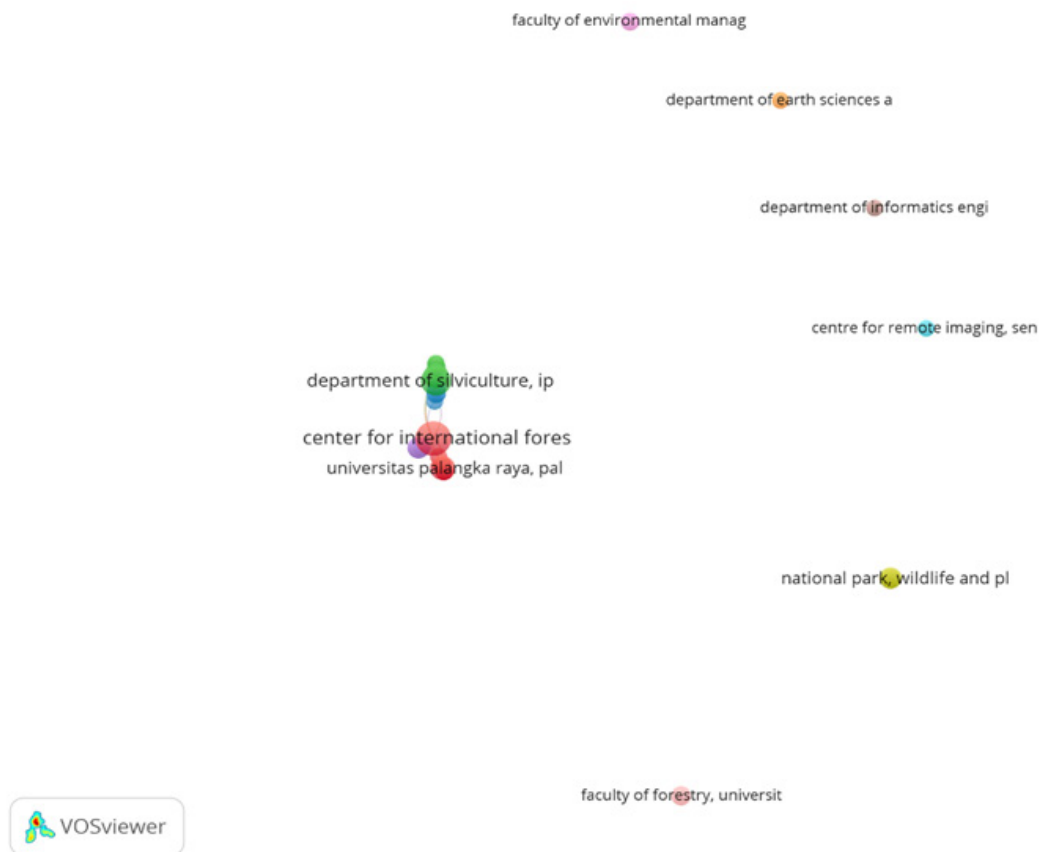 faculty of environmental manag
department of earth sciences a
department of informatics engi
centre for remote imaging, sen
department of silviculture, ip
center for international fores
universitas palangka raya, pal
national park, wildlife and pl
faculty of forestry, universit
VOSviewer